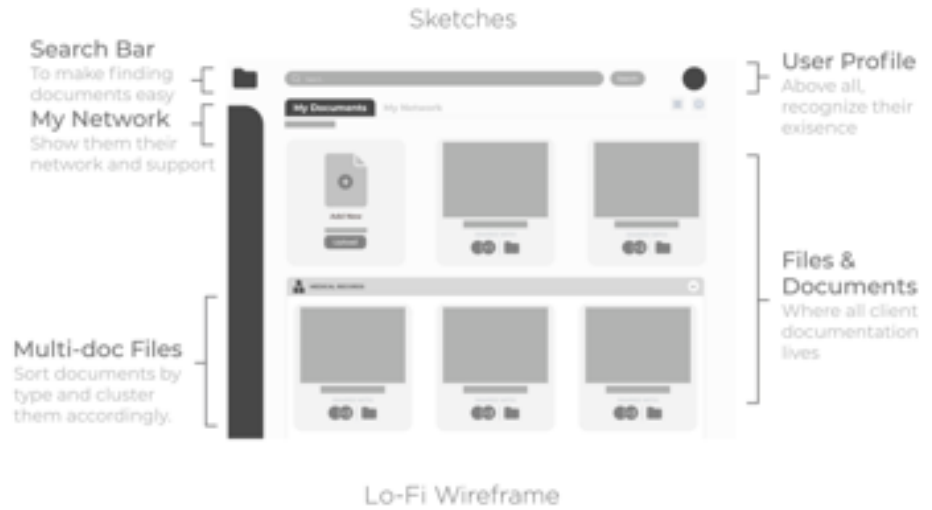 Sketches
Search Bar
To make finding
documents easy
My Network
Show them their
network and support
Multi-doc Files
Sort documents by
type and cluster
them accordingly.
My Documents
My Network
Add New
Upload
MEDICAL RECORDS
User Profile
Above all,
recognize their
exisence
Files &
Documents
Where all client
documentation
lives
Lo-Fi Wireframe